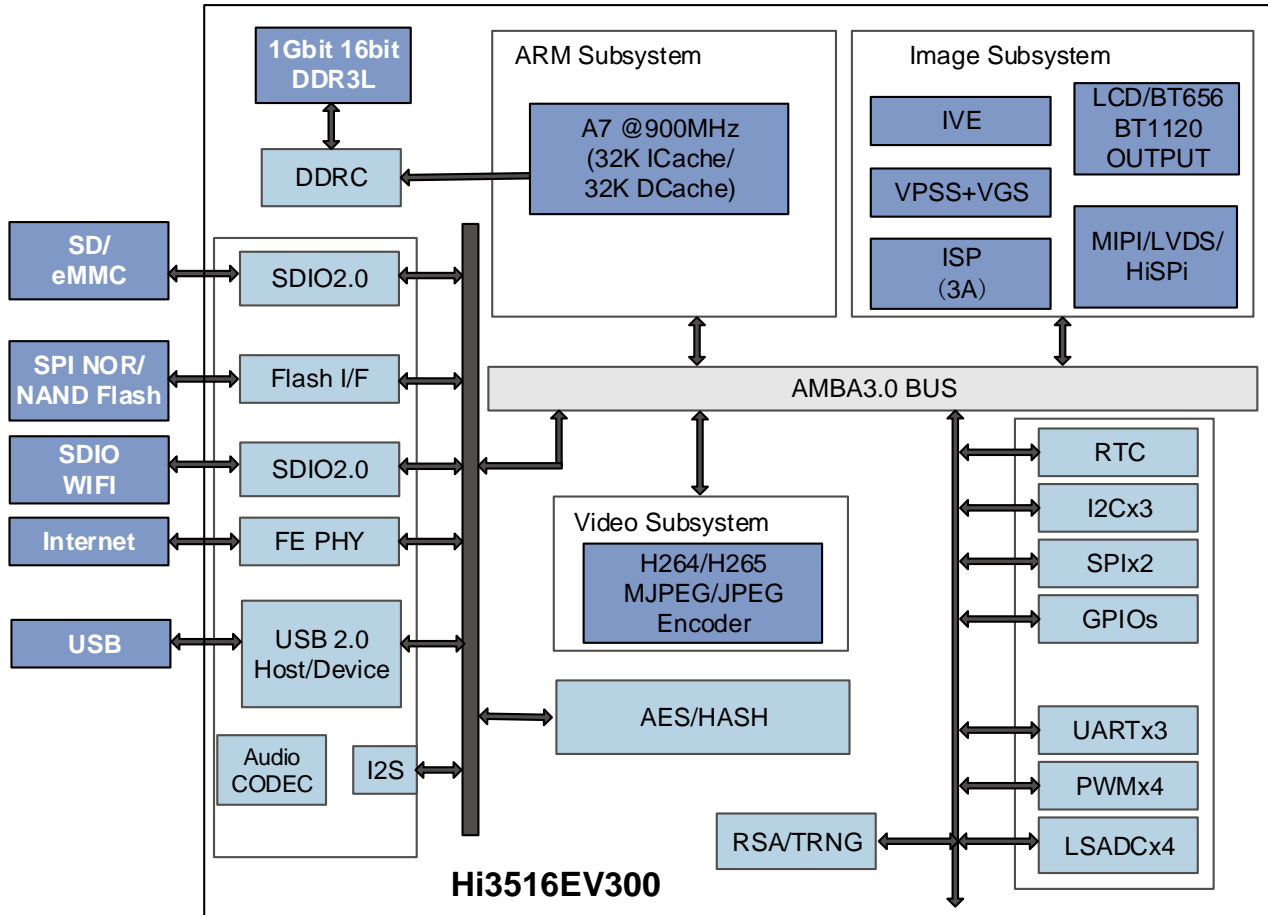 1Gbit 16bit
DDR3L
DDRC
ARM Subsystem
A7 @900MHz
(32K ICache/
32K DCache)
Image Subsystem
IVE
VPSS+VGS
ISP
（3A）
LCD/BT656
BT1120
OUTPUT
MIPI/LVDS/
HiSPi
SD/
eMMC
SDIO2.0
SPI NOR/
NAND Flash
Flash I/F
SDIO
WIFI
SDIO2.0
Internet
FE PHY
USB
USB 2.0
Host/Device
Audio
CODEC
I2S
AMBA3.0 BUS
Video Subsystem
H264/H265
MJPEG/JPEG
Encoder
AES/HASH
RSA/TRNG
RTC
I2Cx3
SPIx2
GPIOs
UARTx3
PWMx4
LSADCx4
Hi3516EV300